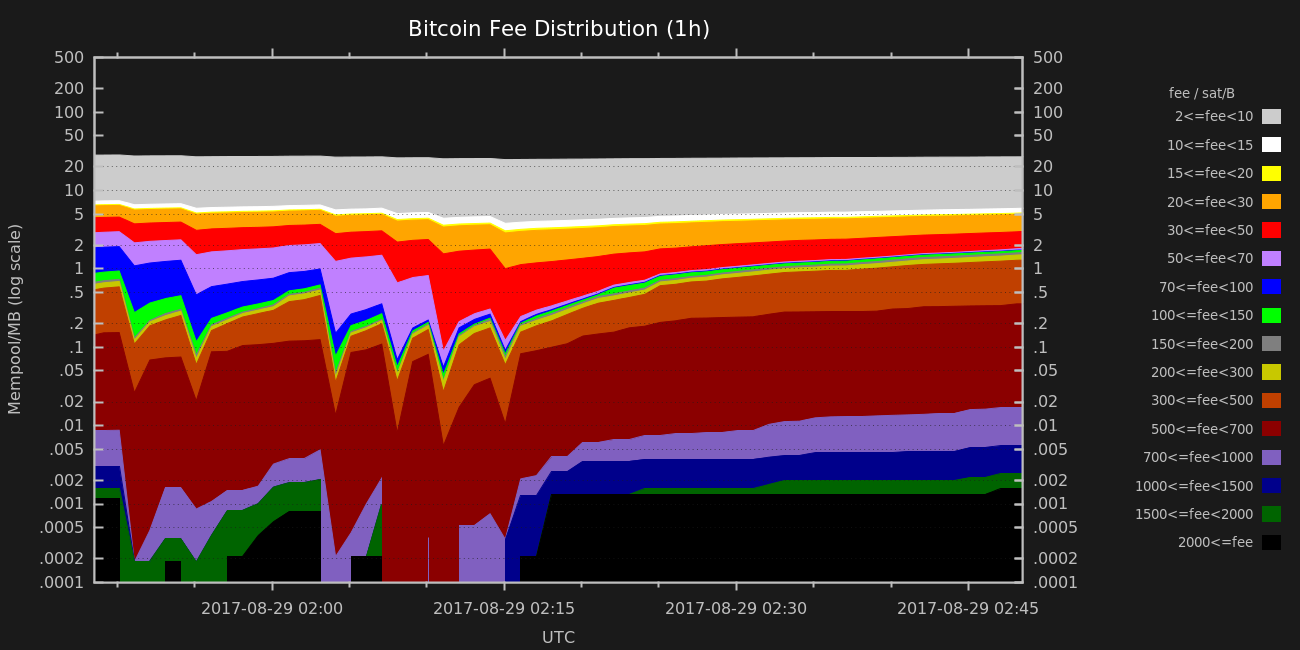 Bitcoin Fee Distribution (1h)
Mempool/MB (log scale)
500
200
100
50
20
10
5
2
1
.5
.2
.1
.05
.02
.01
.005
.002
.001
.0005
.0002
.0001
500
200
100
50
20
10
5
2
1
.5
.2
.1
.05
.02
.01
.005
.002
.001
.0005
.0002
.0001
fee / sat/B
2<=fee<10
10<=fee<15
15<=fee<20
20<=fee<30
30<=fee<50
50<=fee<70
70<=fee<100
100<=fee<150
150<=fee<200
200<=fee<300
300<=fee<500
500<=fee<700
700<=fee<1000
1000<=fee<1500
1500<=fee<2000
2000<=fee
2017-08-29 02:00 2017-08-29 02:15 2017-08-29 02:30 2017-08-29 02:45
UTC